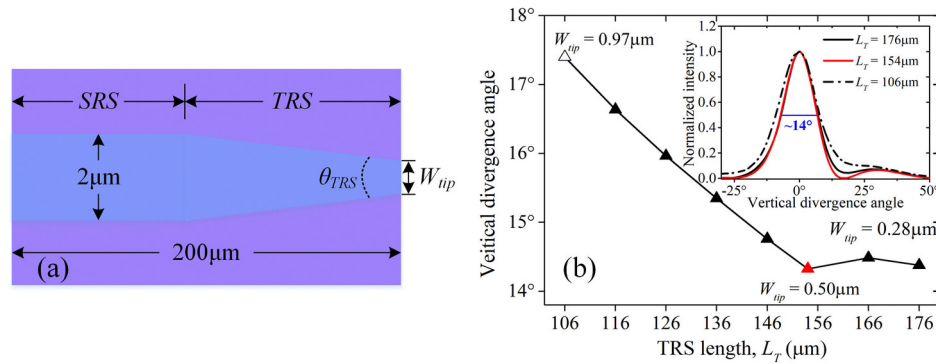 SRS
TRS
2μm
θTRS
Wtip
200μm
(a)
Vetical divergence angle
18°
17°
16°
15°
14°
Wtip = 0.97μm
Wtip = 0.28μm
Wtip = 0.50μm
(b)
106 116 126 136 146 156 166 176
TRS length, LT (μm)
Normalized intensity
1.0
0.8
0.6
0.4
0.2
0.0
LT = 176μm
LT = 154μm
LT = 106μm
~14°
-25° 0° 25° 50°
Vertical divergence angle